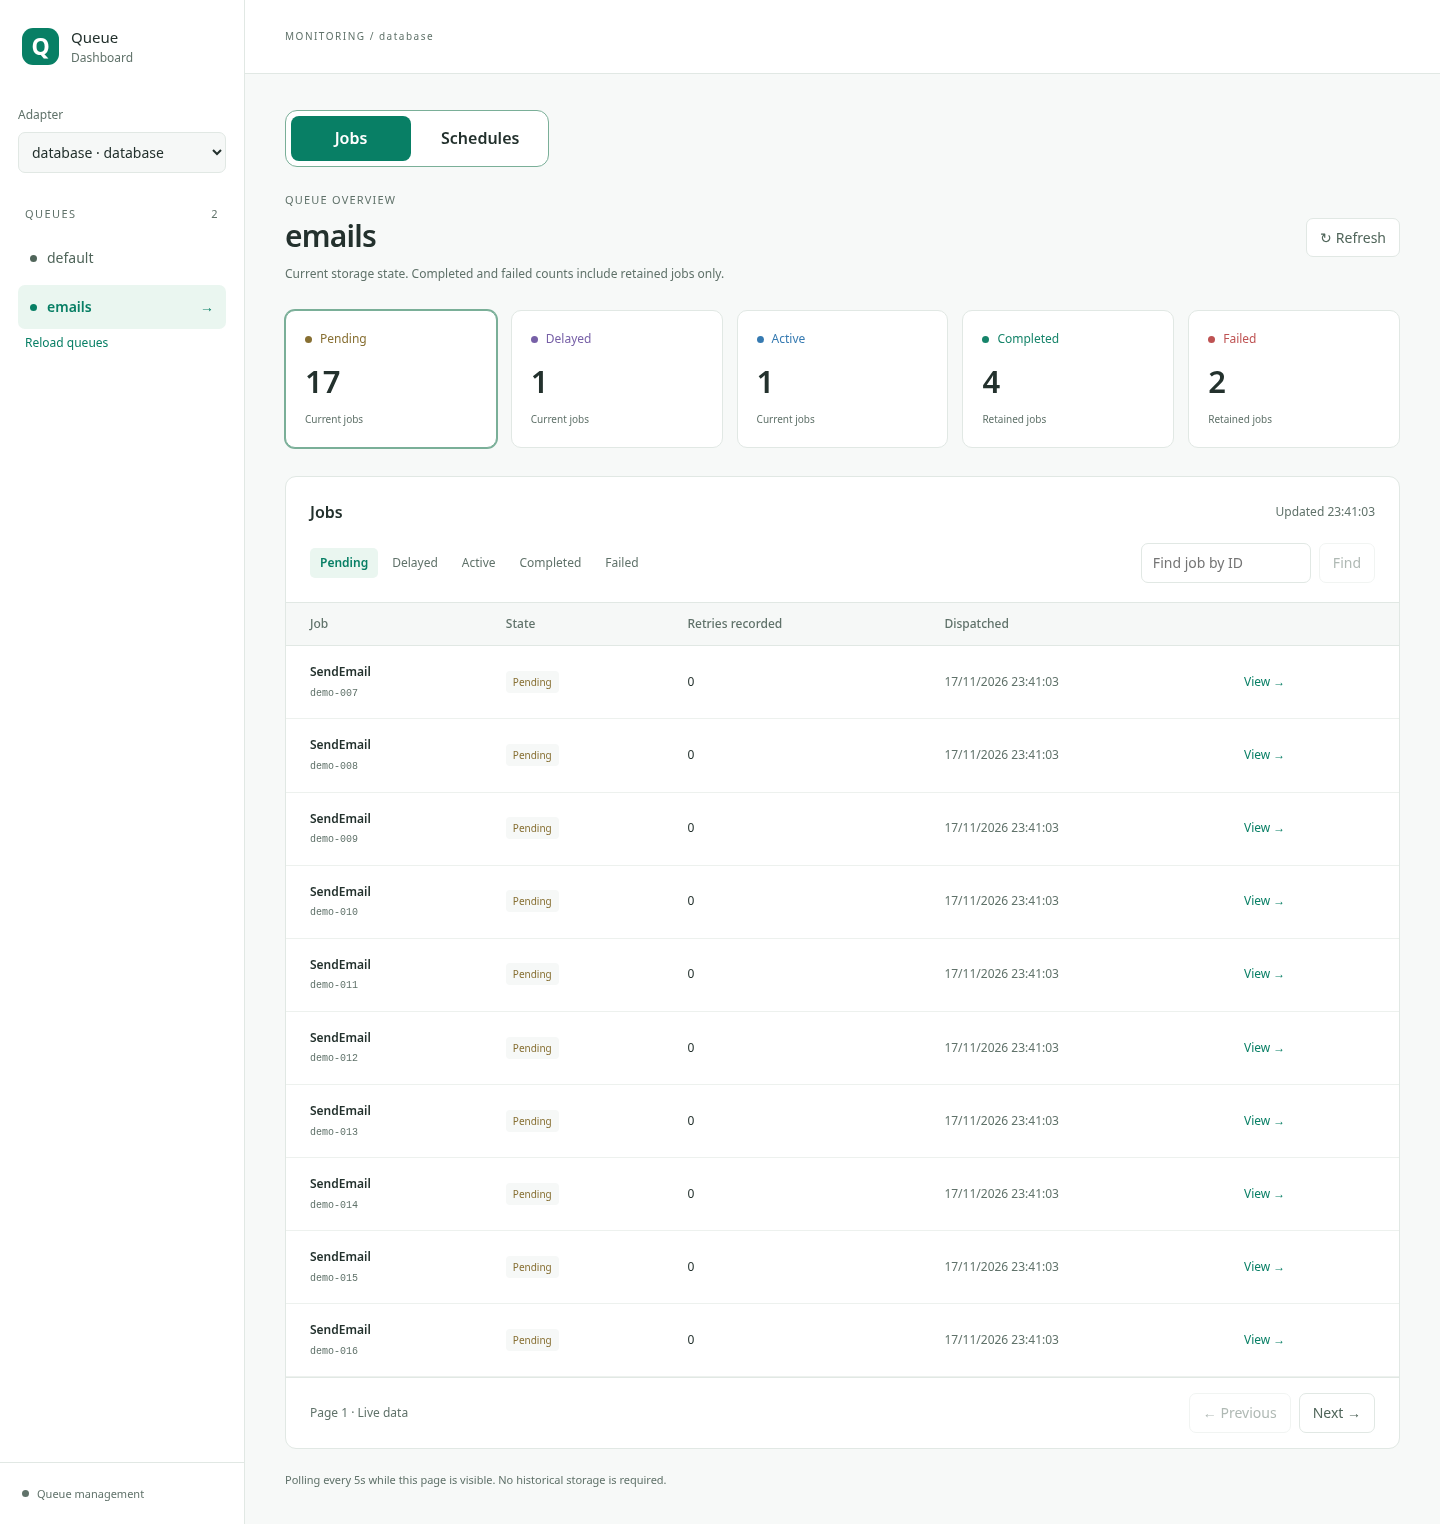 Q
Queue
Dashboard
Adapter
database · database
QUEUES 2
default
emails →
Reload queues
Queue management
MONITORING / database
Jobs Schedules
QUEUE OVERVIEW
emails
↻ Refresh
Current storage state. Completed and failed counts include retained jobs only.
Pending
17
Current jobs
Delayed
1
Current jobs
Active
1
Current jobs
Completed
4
Retained jobs
Failed
2
Retained jobs
Jobs Updated 23:41:03
Pending Delayed Active Completed Failed Find job by ID Find
Job State Retries recorded Dispatched
SendEmail
demo-007
Pending 0 17/11/2026 23:41:03 View →
SendEmail
demo-008
Pending 0 17/11/2026 23:41:03 View →
SendEmail
demo-009
Pending 0 17/11/2026 23:41:03 View →
SendEmail
demo-010
Pending 0 17/11/2026 23:41:03 View →
SendEmail
demo-011
Pending 0 17/11/2026 23:41:03 View →
SendEmail
demo-012
Pending 0 17/11/2026 23:41:03 View →
SendEmail
demo-013
Pending 0 17/11/2026 23:41:03 View →
SendEmail
demo-014
Pending 0 17/11/2026 23:41:03 View →
SendEmail
demo-015
Pending 0 17/11/2026 23:41:03 View →
SendEmail
demo-016
Pending 0 17/11/2026 23:41:03 View →
Page 1 · Live data ← Previous Next →
Polling every 5s while this page is visible. No historical storage is required.